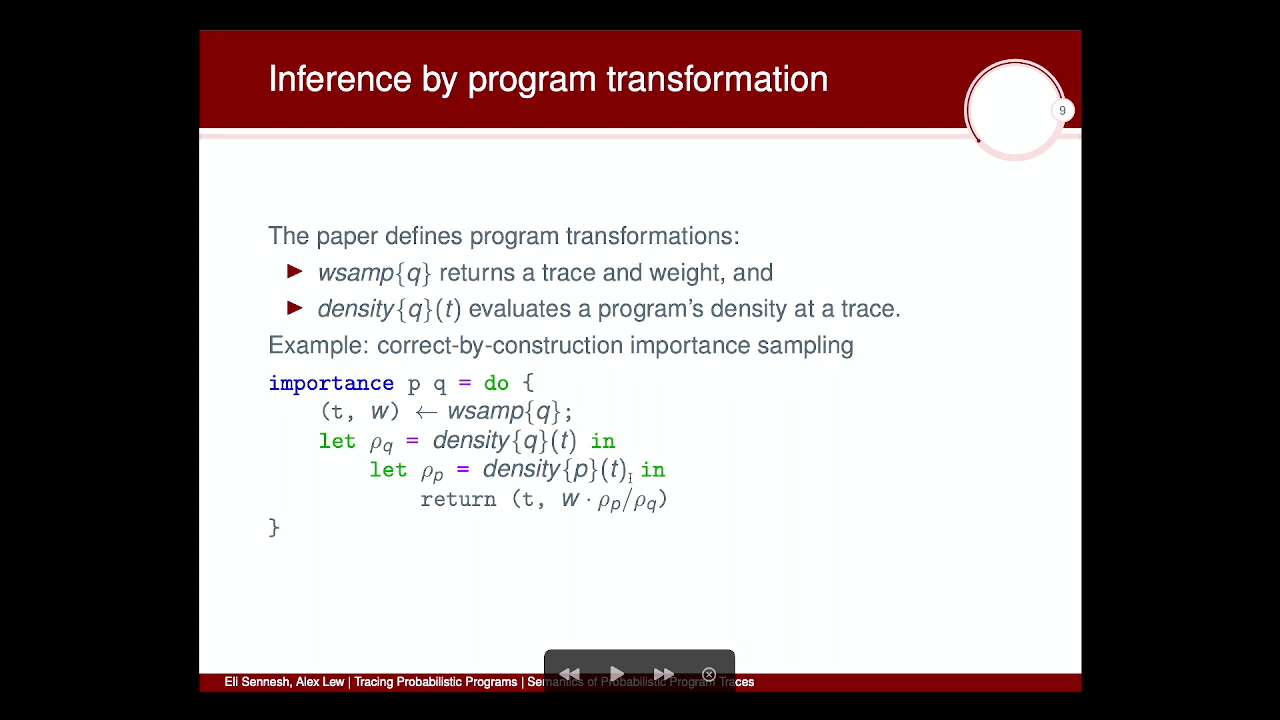 Inference by program transformation
9
The paper defines program transformations:
▶ wsamp{q} returns a trace and weight, and
▶ density{q}(t) evaluates a program's density at a trace.
Example: correct-by-construction importance sampling
importance p q = do {
(t, w) ← wsamp{q};
let ρq = density{q}(t) in
let ρp = density{p}(t) in
return (t, w · ρp/ρq)
}
Eli Sennesh, Alex Lew | Tracing Probabilistic Programs | Semantics of Probabilistic Program Traces